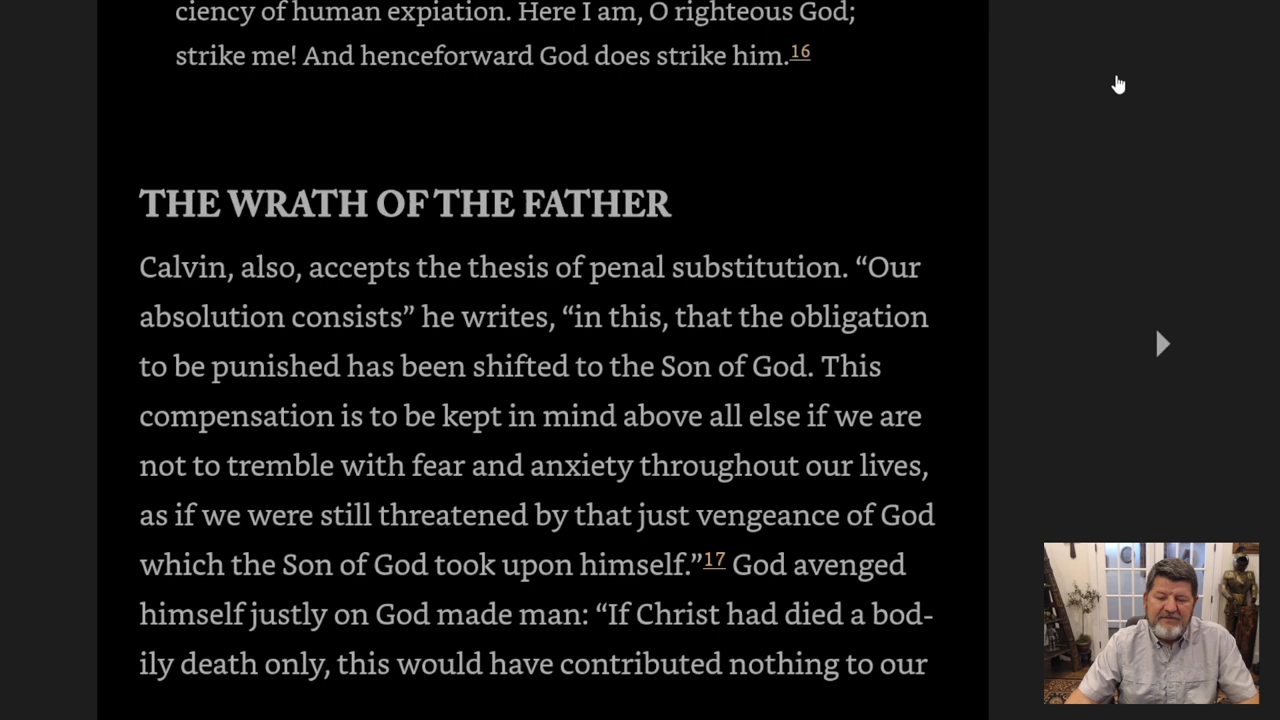 ciency of human expiation. Here I am, O righteous God;
strike me! And henceforward God does strike him.16
THE WRATH OF THE FATHER
Calvin, also, accepts the thesis of penal substitution. “Our
absolution consists” he writes, “in this, that the obligation
to be punished has been shifted to the Son of God. This
compensation is to be kept in mind above all else if we are
not to tremble with fear and anxiety throughout our lives,
as if we were still threatened by that just vengeance of God
which the Son of God took upon himself.”17 God avenged
himself justly on God made man: “If Christ had died a bod-
ily death only, this would have contributed nothing to our